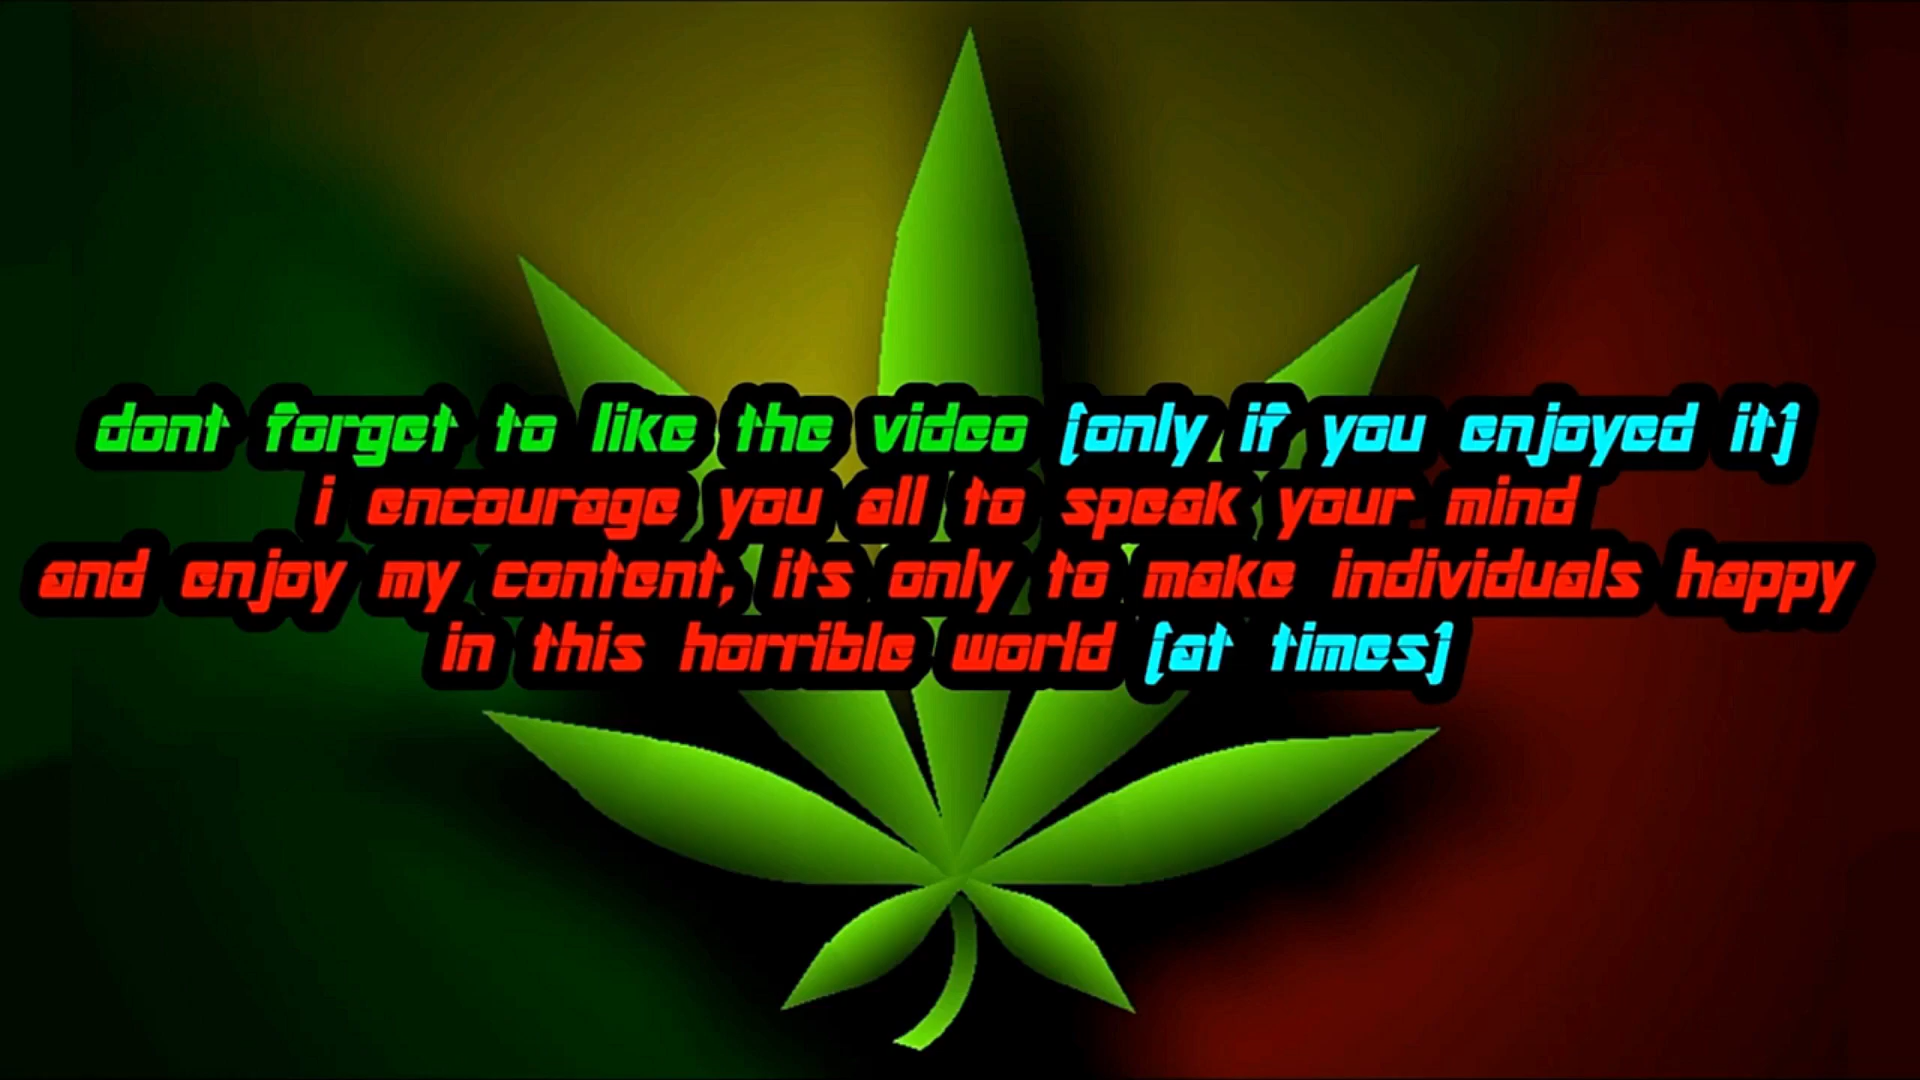 dont forget to like the video (only if you enjoyed it)
i encourage you all to speak your mind
and enjoy my content, its only to make individuals happy
in this horrible world (at times)